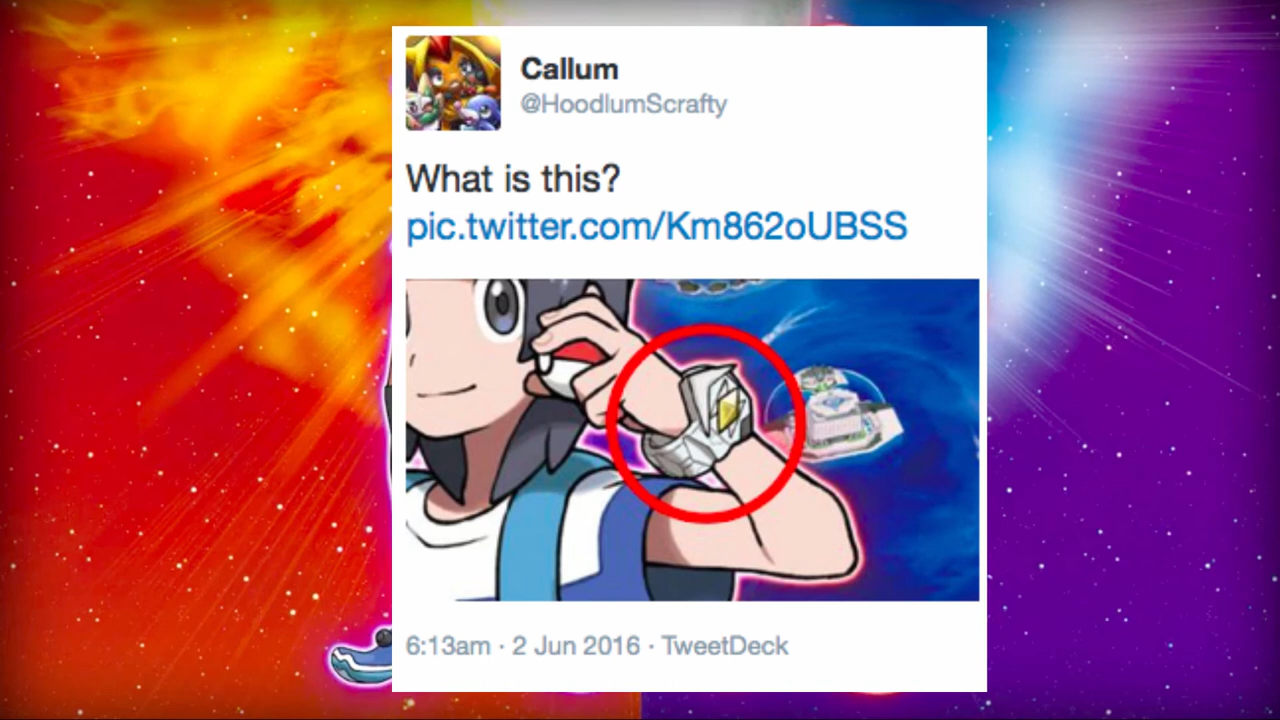 Callum
@HoodlumScrafty
What is this?
pic.twitter.com/Km862oUBSS
6:13am · 2 Jun 2016 · TweetDeck